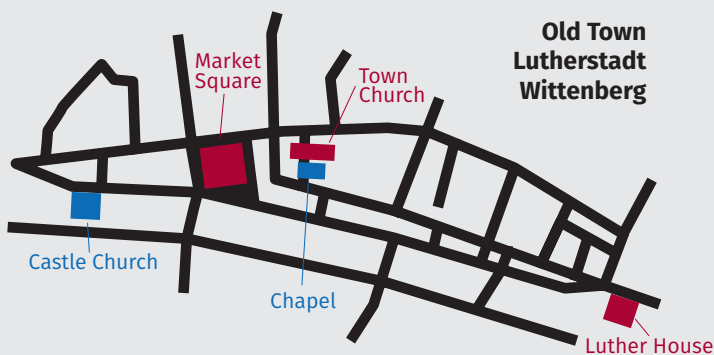 Old Town
Lutherstadt
Wittenberg
Market
Square
Town
Church
Castle Church
Chapel
Luther House